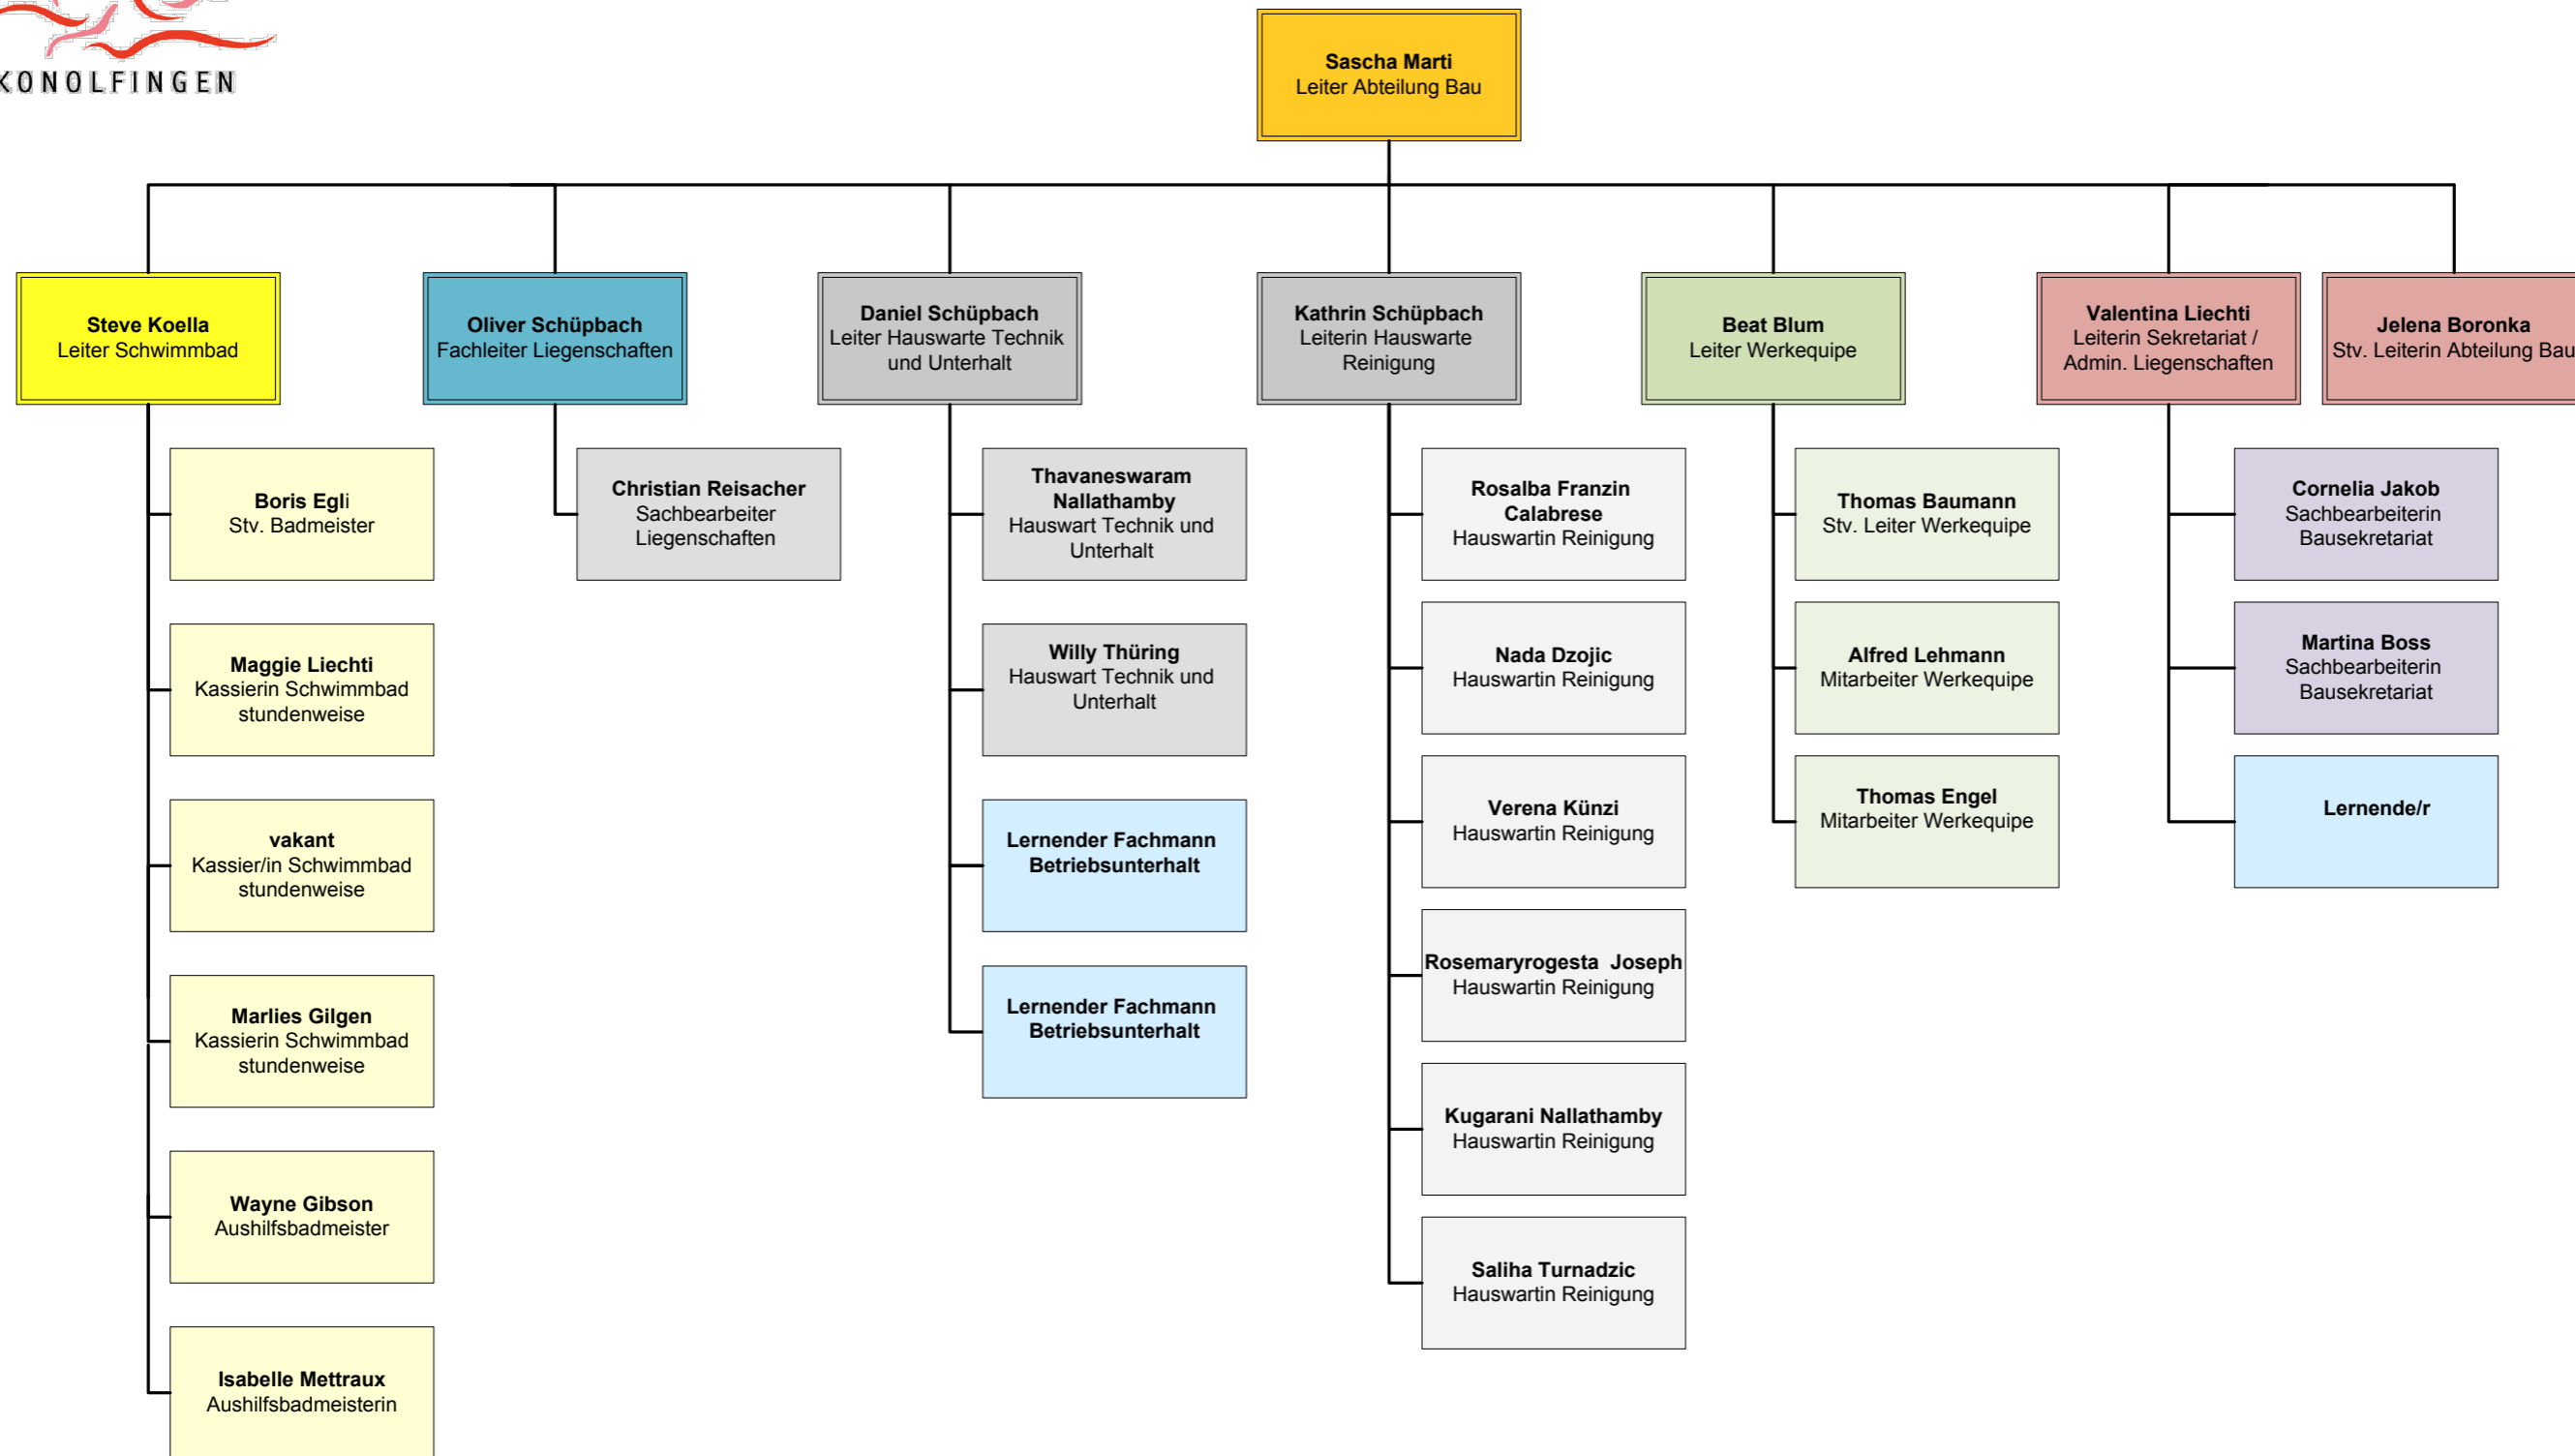 KONOLFINGEN
Sascha Marti
Leiter Abteilung Bau
Steve Koella
Leiter Schwimmbad
Oliver Schüpbach
Fachleiter Liegenschaften
Daniel Schüpbach
Leiter Hauswarte Technik
und Unterhalt
Kathrin Schüpbach
Leiterin Hauswarte
Reinigung
Beat Blum
Leiter Werkequipe
Valentina Liechti
Leiterin Sekretariat /
Admin. Liegenschaften
Jelena Boronka
Stv. Leiterin Abteilung Bau
Boris Egli
Stv. Badmeister
Maggie Liechti
Kassierin Schwimmbad
stundenweise
vakant
Kassier/in Schwimmbad
stundenweise
Marlies Gilgen
Kassierin Schwimmbad
stundenweise
Wayne Gibson
Aushilfsbadmeister
Isabelle Mettraux
Aushilfsbadmeisterin
Christian Reisacher
Sachbearbeiter
Liegenschaften
Thavaneswaram
Nallathamby
Hauswart Technik und
Unterhalt
Willy Thüring
Hauswart Technik und
Unterhalt
Lernender Fachmann
Betriebsunterhalt
Lernender Fachmann
Betriebsunterhalt
Rosalba Franzin
Calabrese
Hauswartin Reinigung
Nada Dzojic
Hauswartin Reinigung
Verena Künzi
Hauswartin Reinigung
Rosemaryrogesta  Joseph
Hauswartin Reinigung
Kugarani Nallathamby
Hauswartin Reinigung
Saliha Turnadzic
Hauswartin Reinigung
Thomas Baumann
Stv. Leiter Werkequipe
Alfred Lehmann
Mitarbeiter Werkequipe
Thomas Engel
Mitarbeiter Werkequipe
Cornelia Jakob
Sachbearbeiterin
Bausekretariat
Martina Boss
Sachbearbeiterin
Bausekretariat
Lernende/r